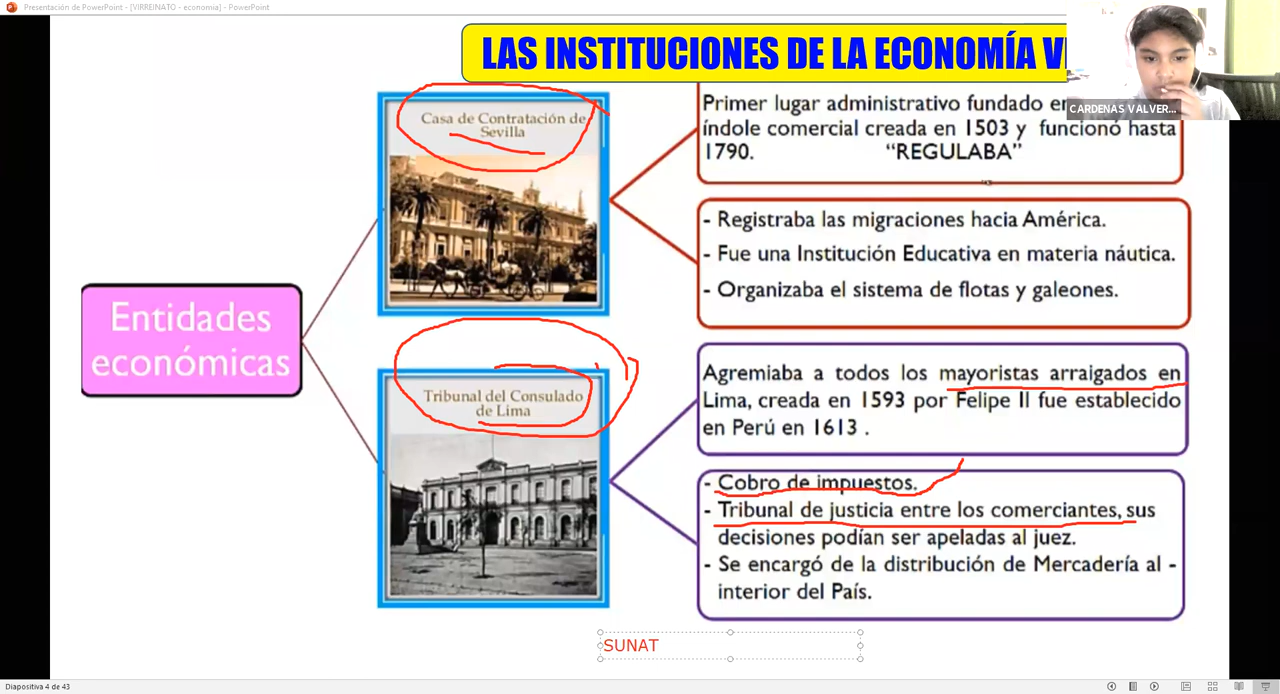 Presentación de PowerPoint - [VIRREINATO - economia] - PowerPoint
LAS INSTITUCIONES DE LA ECONOMÍA
CARDENAS VALVER...
Casa de Contratación de
Sevilla
Primer lugar administrativo fundado
índole comercial creada en 1503 y funcionó hasta
1790. “REGULABA”
- Registraba las migraciones hacia América.
- Fue una Institución Educativa en materia náutica.
- Organizaba el sistema de flotas y galeones.
Entidades
económicas
Tribunal del Consulado
de Lima
Agremiaba a todos los mayoristas arraigados en
Lima, creada en 1593 por Felipe II fue establecido
en Perú en 1613 .
- Cobro de impuestos.
- Tribunal de justicia entre los comerciantes, sus
decisiones podían ser apeladas al juez.
- Se encargó de la distribución de Mercadería al -
interior del País.
SUNAT
Diapositiva 4 de 43